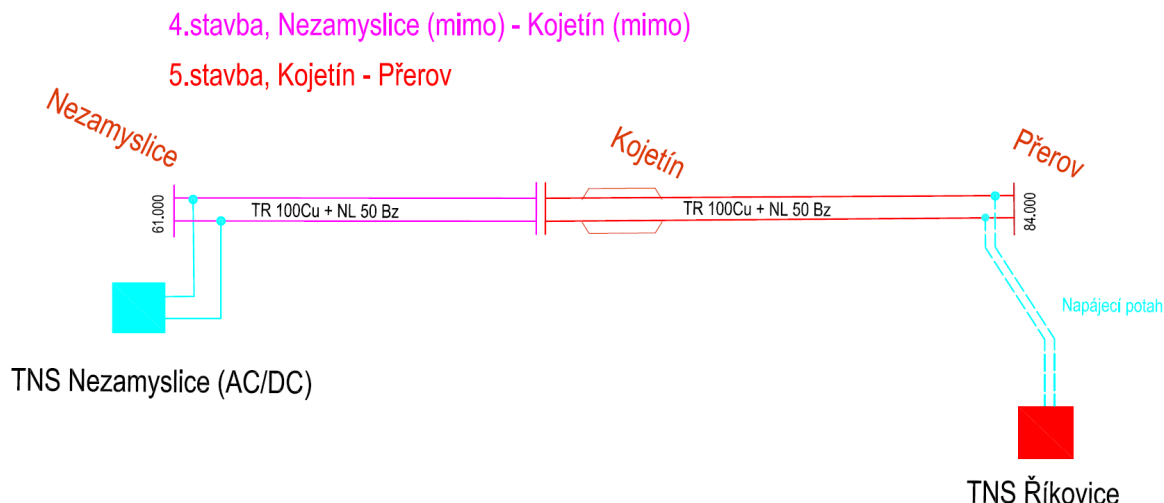 4.stavba, Nezamyslice (mimo) - Kojetín (mimo)
5.stavba, Kojetín - Přerov
Nezamyslice
Kojetín
Přerov
61.000
TR 100Cu + NL 50 Bz
TR 100Cu + NL 50 Bz
84.000
Napájecí potah
TNS Nezamyslice (AC/DC)
TNS Říkovice